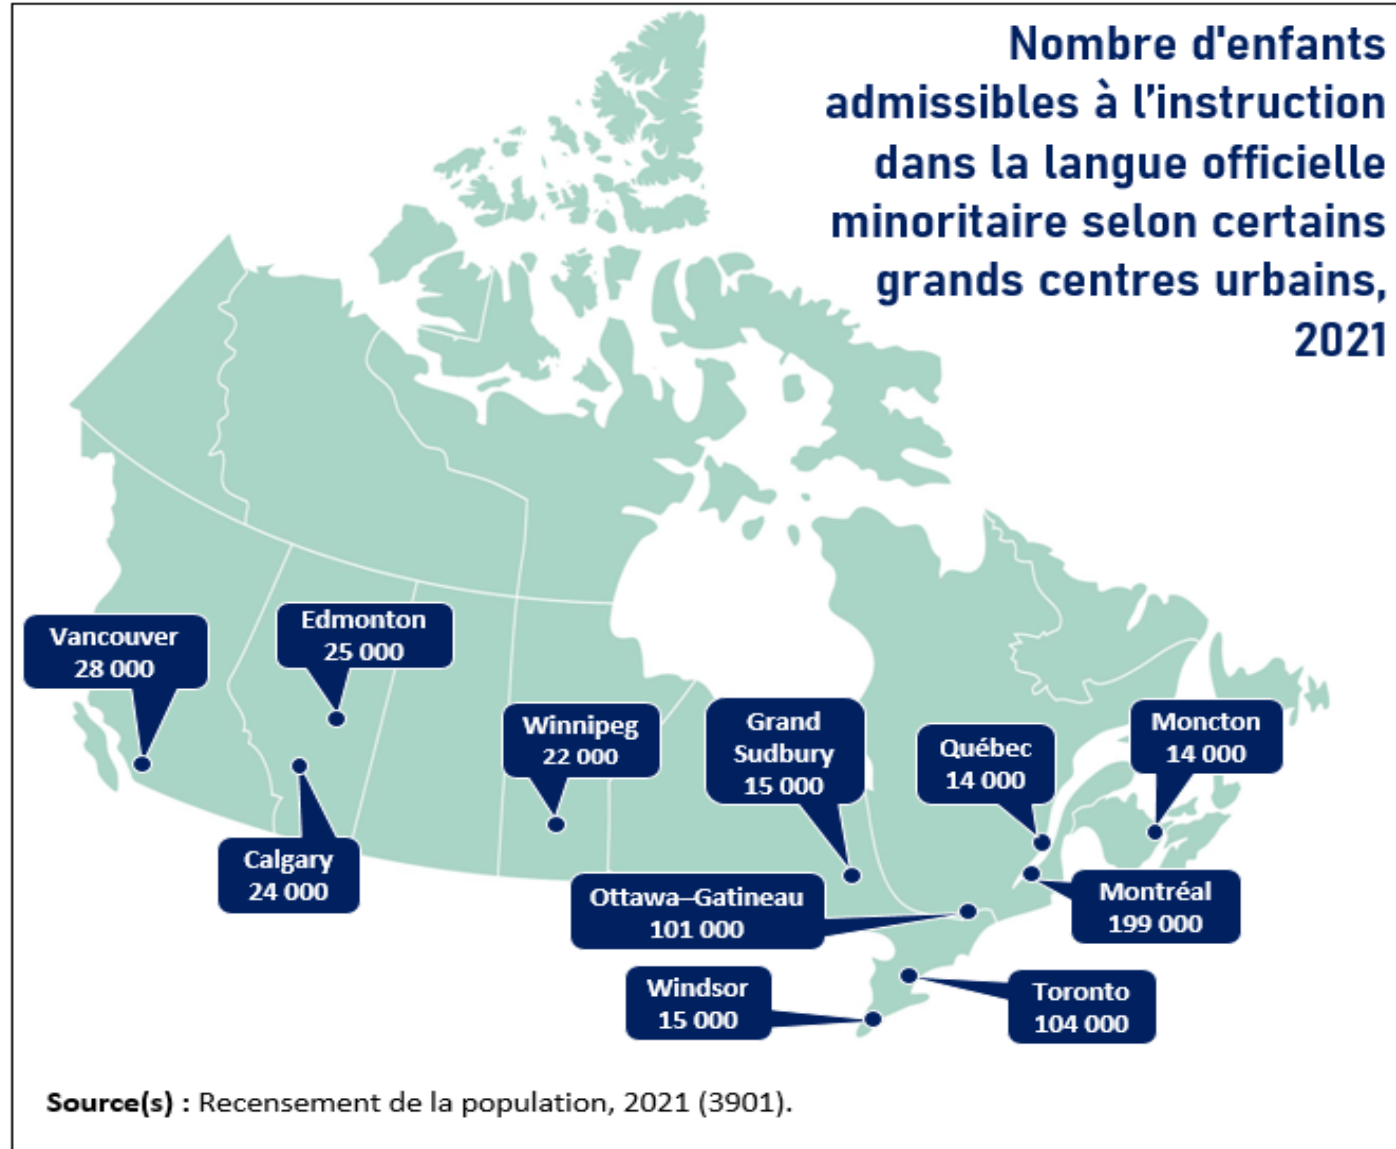 Nombre d'enfants
admissibles à l’instruction
dans la langue officielle
minoritaire selon certains
grands centres urbains,
2021
Vancouver
28 000
Edmonton
25 000
Calgary
24 000
Winnipeg
22 000
Grand
Sudbury
15 000
Québec
14 000
Moncton
14 000
Ottawa–Gatineau
101 000
Montréal
199 000
Windsor
15 000
Toronto
104 000
Source(s) : Recensement de la population, 2021 (3901).